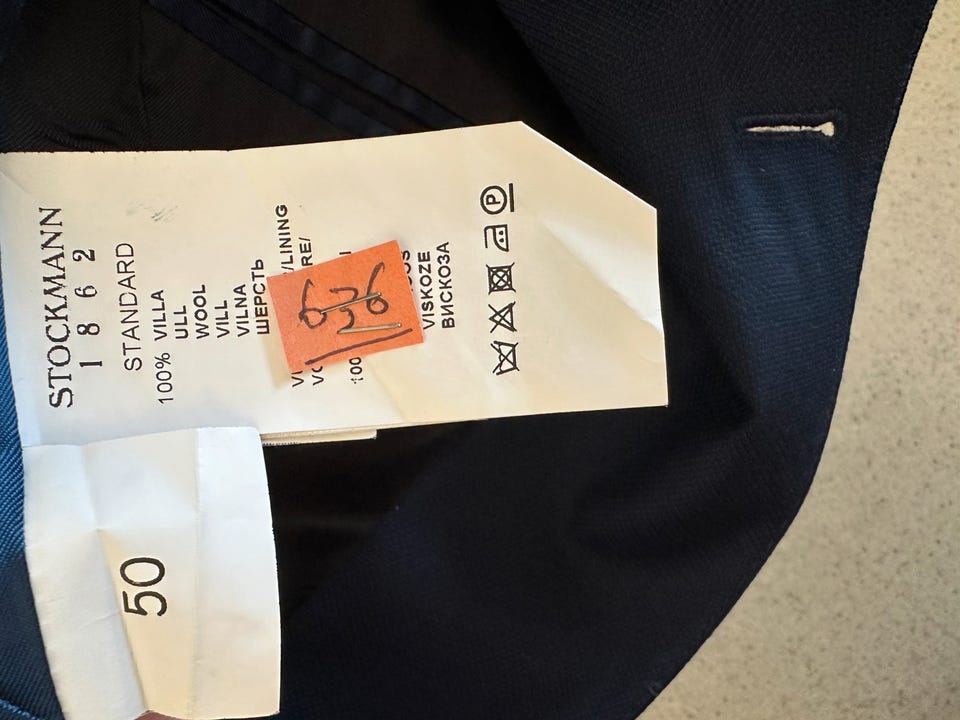 STOCKMANN
1 8 6 2
STANDARD
100% VILLA
ULL
WOOL
VILL
VILNA
ШЕРСТЬ
/LINING
VISKOZE
ВИСКОЗА
P
50